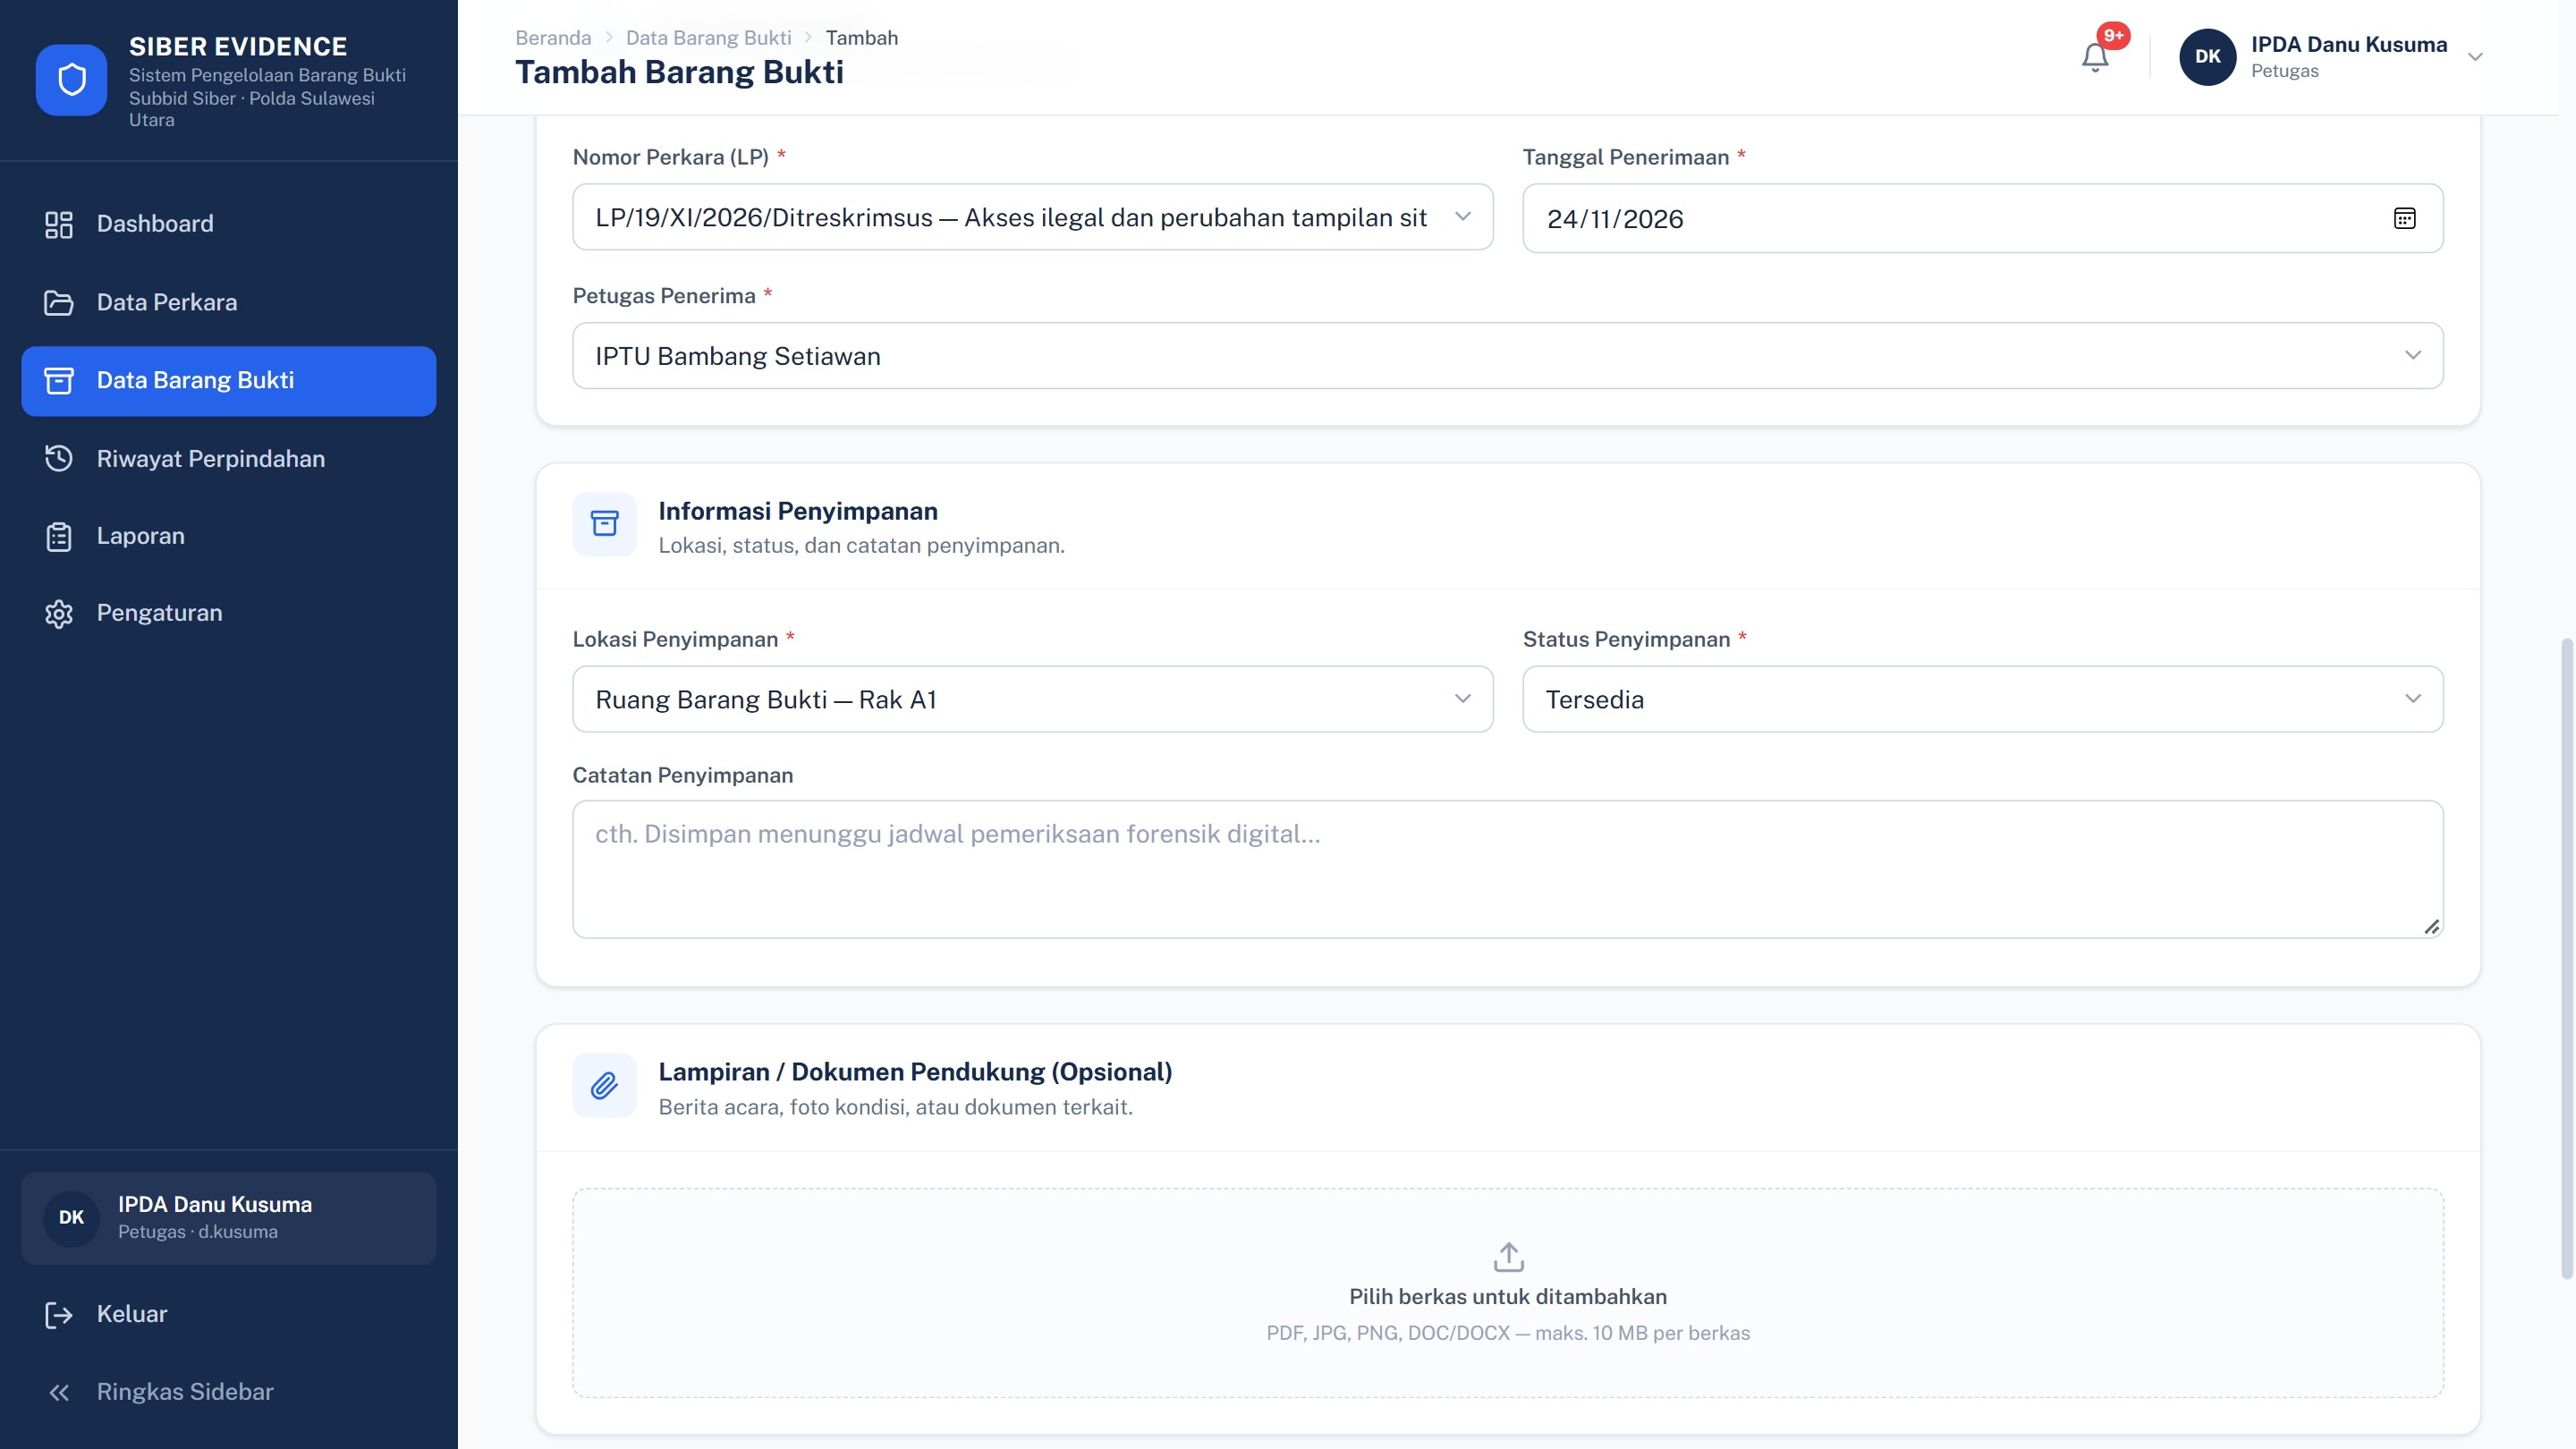 SIBER EVIDENCE
Sistem Pengelolaan Barang Bukti
Subbid Siber · Polda Sulawesi
Utara
Dashboard
Data Perkara
Data Barang Bukti
Riwayat Perpindahan
Laporan
Pengaturan
DK
IPDA Danu Kusuma
Petugas · d.kusuma
Keluar
Ringkas Sidebar
Beranda > Data Barang Bukti > Tambah
Tambah Barang Bukti
9+
DK
IPDA Danu Kusuma
Petugas
Nomor Perkara (LP) *
LP/19/XI/2026/Ditreskrimsus — Akses ilegal dan perubahan tampilan sit
Tanggal Penerimaan *
24/11/2026
Petugas Penerima *
IPTU Bambang Setiawan
Informasi Penyimpanan
Lokasi, status, dan catatan penyimpanan.
Lokasi Penyimpanan *
Ruang Barang Bukti — Rak A1
Status Penyimpanan *
Tersedia
Catatan Penyimpanan
cth. Disimpan menunggu jadwal pemeriksaan forensik digital...
Lampiran / Dokumen Pendukung (Opsional)
Berita acara, foto kondisi, atau dokumen terkait.
Pilih berkas untuk ditambahkan
PDF, JPG, PNG, DOC/DOCX — maks. 10 MB per berkas